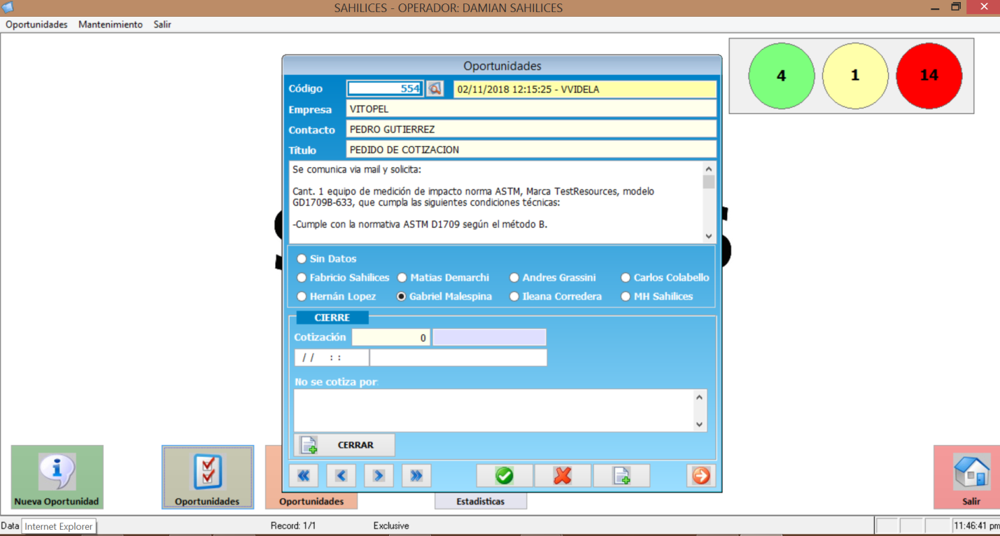 SAHILICES - OPERADOR: DAMIAN SAHILICES
Oportunidades Mantenimiento Salir
4 1 14
Oportunidades
Código 554 02/11/2018 12:15:25 - VVIDELA
Empresa VITOPEL
Contacto PEDRO GUTIERREZ
Título PEDIDO DE COTIZACION
Se comunica via mail y solicita:
Cant. 1 equipo de medición de impacto norma ASTM, Marca TestResources, modelo
GD1709B-633, que cumpla las siguientes condiciones técnicas:
-Cumple con la normativa ASTM D1709 según el método B.
Sin Datos
Fabricio Sahilices Matias Demarchi Andres Grassini Carlos Colabello
Hernán Lopez Gabriel Malespina Ileana Corredera MH Sahilices
CIERRE
Cotización 0
/ / : :
No se cotiza por:
CERRAR
Nueva Oportunidad Oportunidades Oportunidades Estadisticas Salir
Data Internet Explorer Record: 1/1 Exclusive 11:46:41 pm